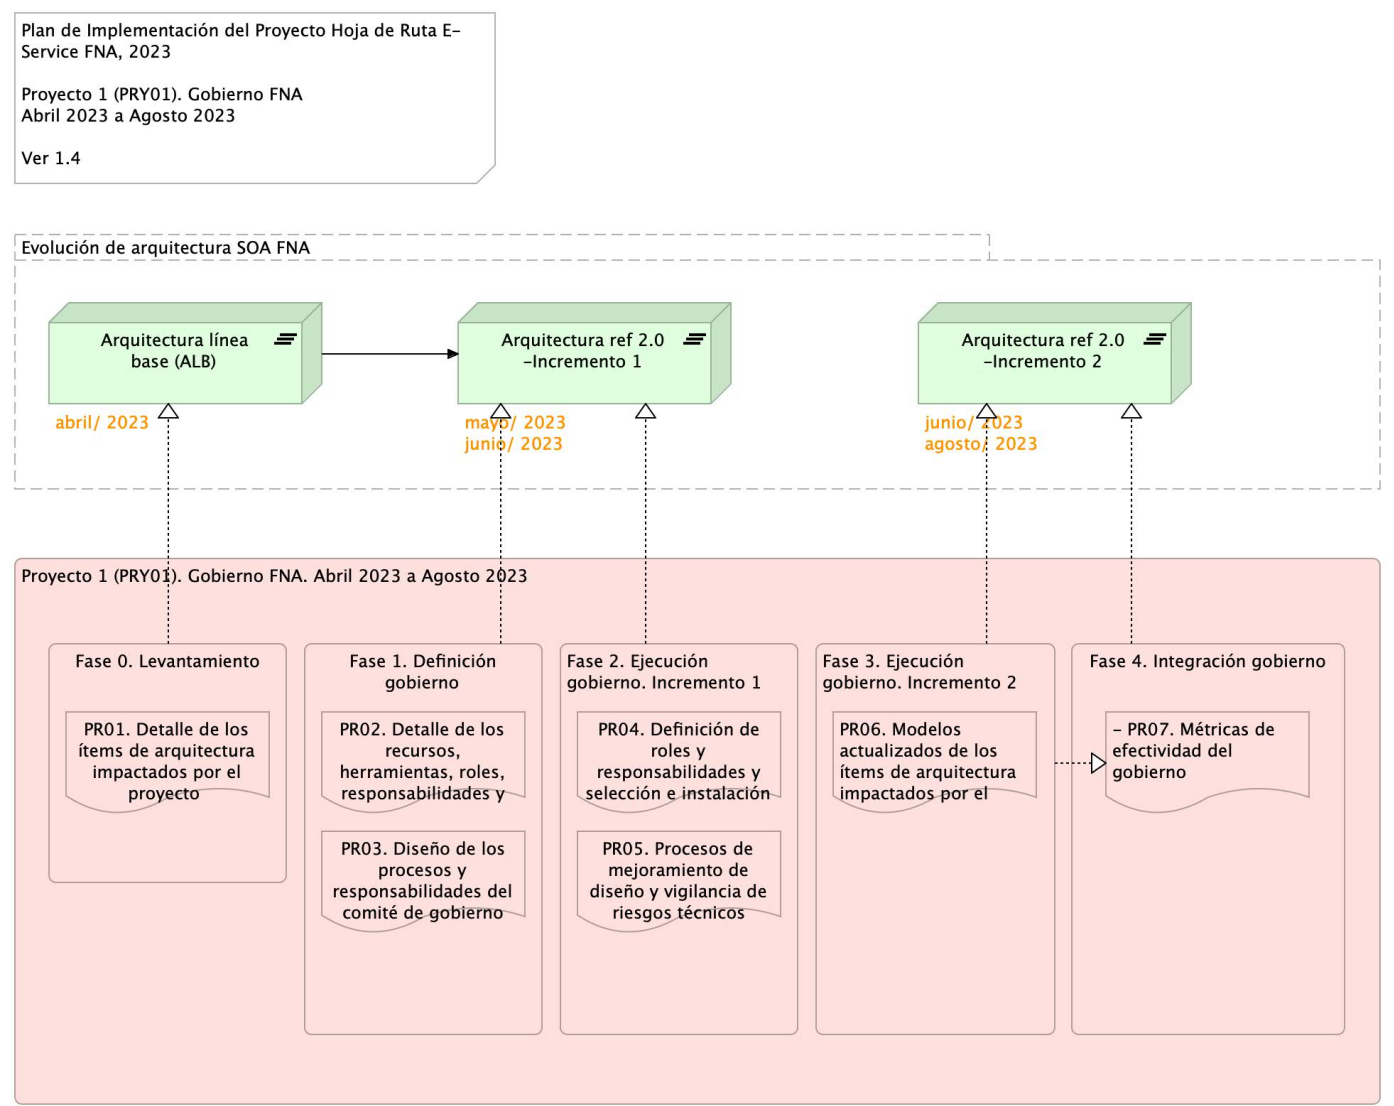 Plan de Implementación del Proyecto Hoja de Ruta E-
Service FNA, 2023
Proyecto 1 (PRY01). Gobierno FNA
Abril 2023 a Agosto 2023
Ver 1.4
Evolución de arquitectura SOA FNA
Arquitectura línea
base (ALB)
abril/ 2023
Arquitectura ref 2.0
-Incremento 1
mayo/ 2023
junio/ 2023
Arquitectura ref 2.0
-Incremento 2
junio/ 2023
agosto/ 2023
Proyecto 1 (PRY01). Gobierno FNA. Abril 2023 a Agosto 2023
Fase 0. Levantamiento
PR01. Detalle de los
ítems de arquitectura
impactados por el
proyecto
Fase 1. Definición
gobierno
PR02. Detalle de los
recursos,
herramientas, roles,
responsabilidades y
PR03. Diseño de los
procesos y
responsabilidades del
comité de gobierno
Fase 2. Ejecución
gobierno. Incremento 1
PR04. Definición de
roles y
responsabilidades y
selección e instalación
PR05. Procesos de
mejoramiento de
diseño y vigilancia de
riesgos técnicos
Fase 3. Ejecución
gobierno. Incremento 2
PR06. Modelos
actualizados de los
ítems de arquitectura
impactados por el
Fase 4. Integración gobierno
- PR07. Métricas de
efectividad del
gobierno